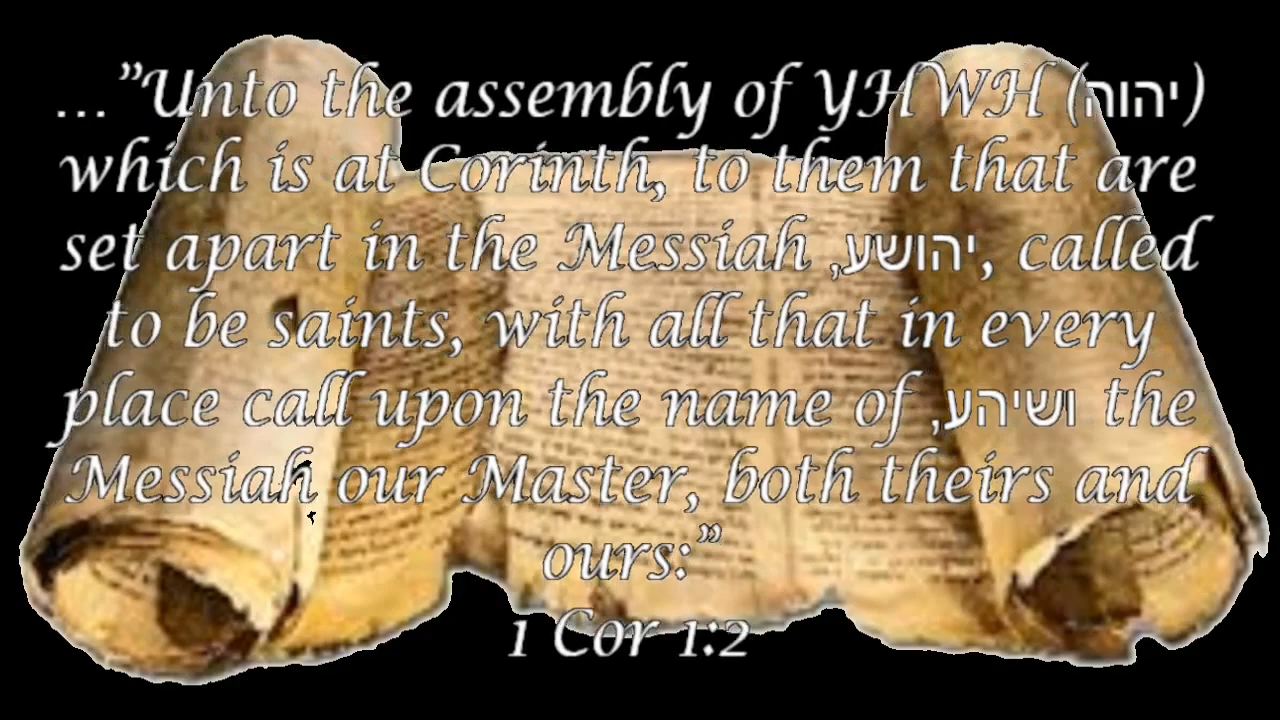 …”Unto the assembly of YHWH (יהוה)
which is at Corinth, to them that are
set apart in the Messiah ,יהושע, called
to be saints, with all that in every
place call upon the name of ,ושיהע the
Messiah our Master, both theirs and
ours:”
1 Cor 1:2